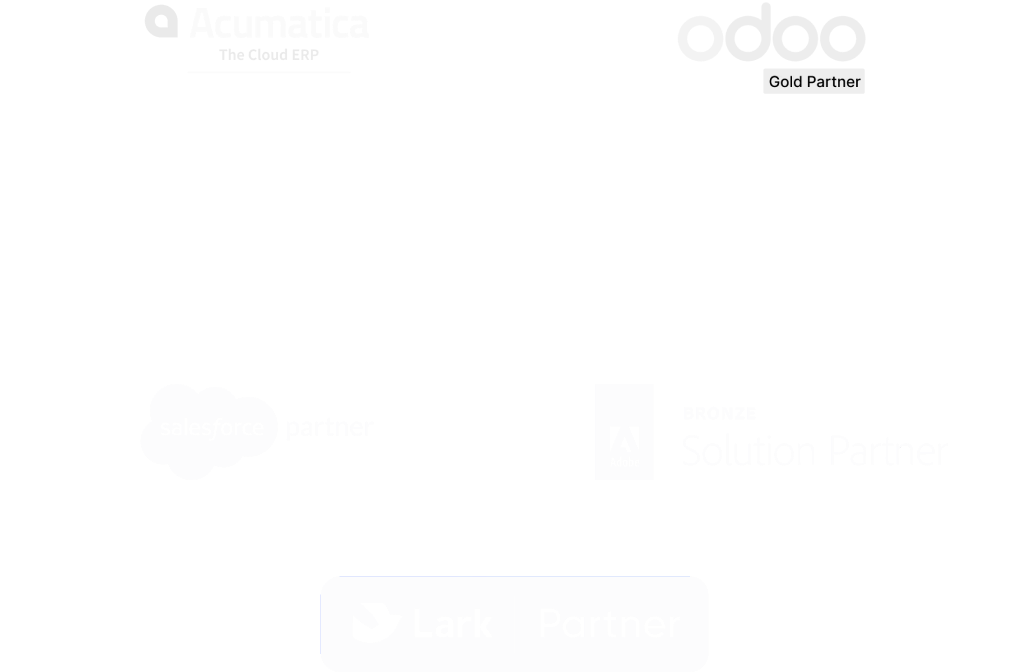 Acumatica
The Cloud ERP
odoo
Gold Partner
salesforce partner
BRONZE
Solution Partner
Lark Partner